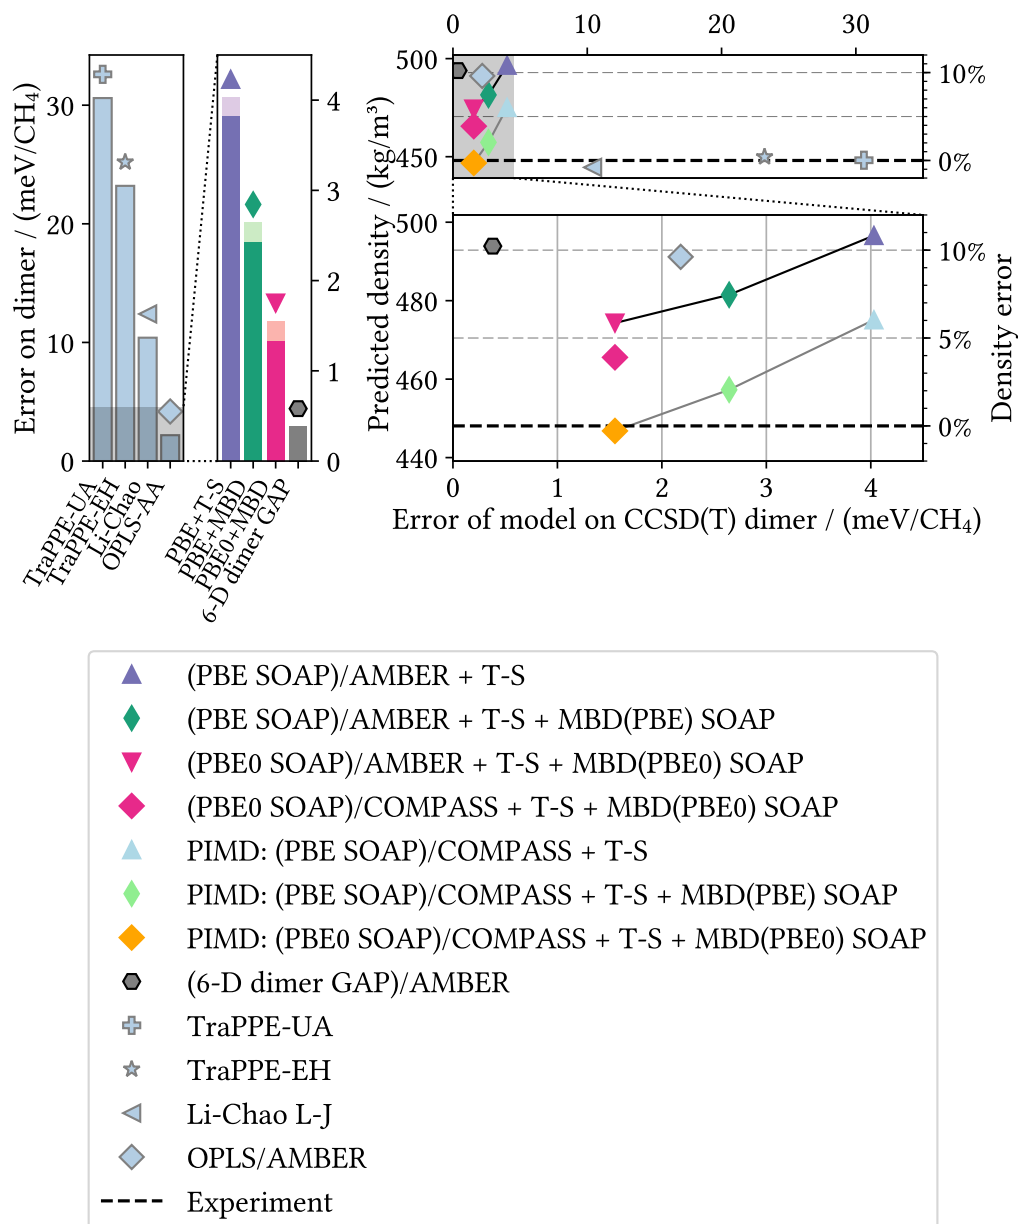 0 10 20 30
500
450
10%
0%
Error on dimer / (meV/CH₄)
30
20
10
0
4
3
2
1
0
TraPPE-UA
TraPPE-EH
Li-Chao
OPLS-AA
PBE+T-S
PBE+MBD
PBE0+MBD
6-D dimer GAP
Predicted density / (kg/m³)
500
480
460
440
10%
5%
0%
Density error
0 1 2 3 4
Error of model on CCSD(T) dimer / (meV/CH₄)
(PBE SOAP)/AMBER + T-S
(PBE SOAP)/AMBER + T-S + MBD(PBE) SOAP
(PBE0 SOAP)/AMBER + T-S + MBD(PBE0) SOAP
(PBE0 SOAP)/COMPASS + T-S + MBD(PBE0) SOAP
PIMD: (PBE SOAP)/COMPASS + T-S
PIMD: (PBE SOAP)/COMPASS + T-S + MBD(PBE) SOAP
PIMD: (PBE0 SOAP)/COMPASS + T-S + MBD(PBE0) SOAP
(6-D dimer GAP)/AMBER
TraPPE-UA
TraPPE-EH
Li-Chao L-J
OPLS/AMBER
Experiment